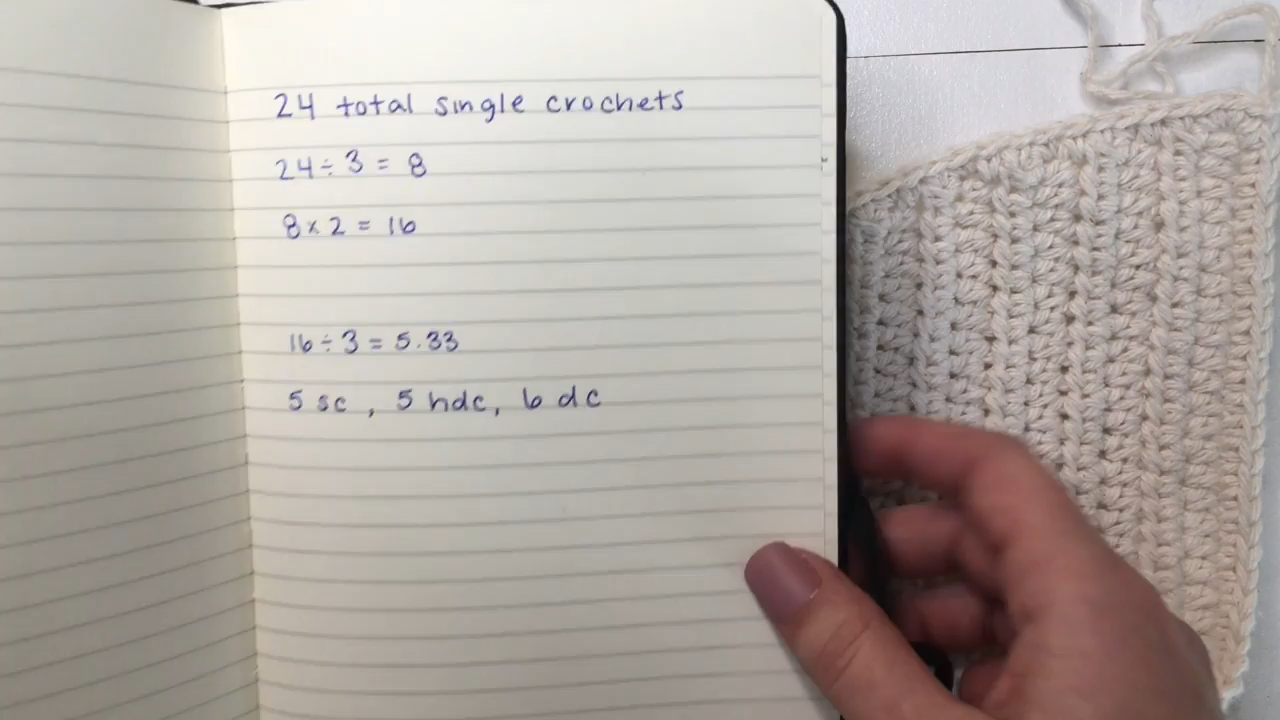 24 total single crochets
24 ÷ 3 = 8
8 × 2 = 16
16 ÷ 3 = 5.33
5 sc , 5 hdc, 6 dc